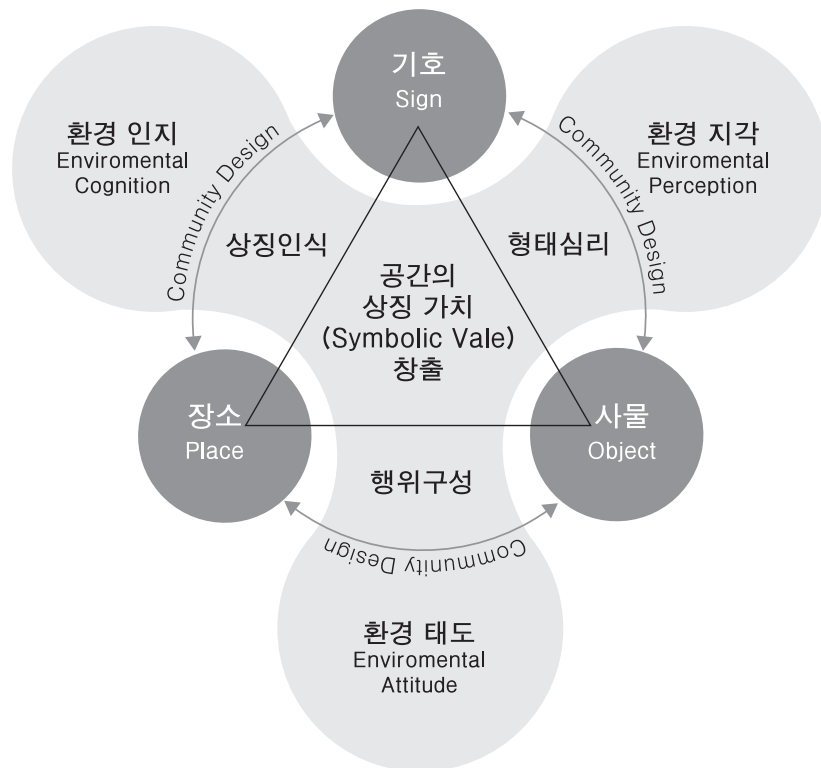 기호
Sign
환경 인지
Enviromental
Cognition
Community Design
Community Design
환경 지각
Enviromental
Perception
상징인식
형태심리
공간의
상징 가치
(Symbolic Vale)
창출
장소
Place
사물
Object
행위구성
Community Design
환경 태도
Enviromental
Attitude